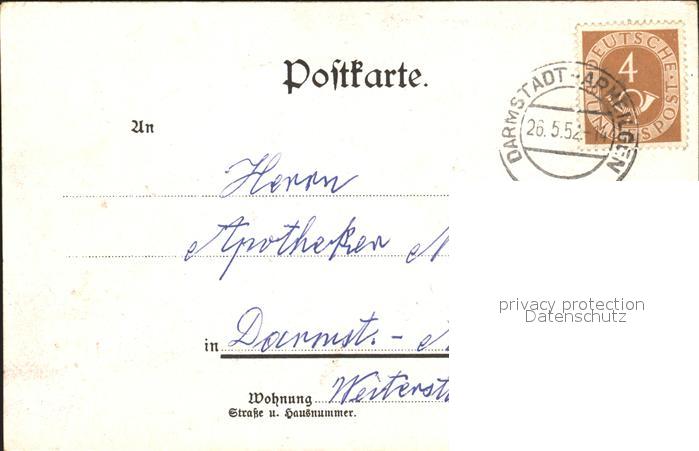 Postkarte.
DEUTSCHE BUNDESPOST
4
DARMSTADT-ARHEILGEN
26.5.52.
An
Herrn
Apotheker
in Darmst. -
Wohnung
Straße u. Hausnummer.
privacy protection
Datenschutz